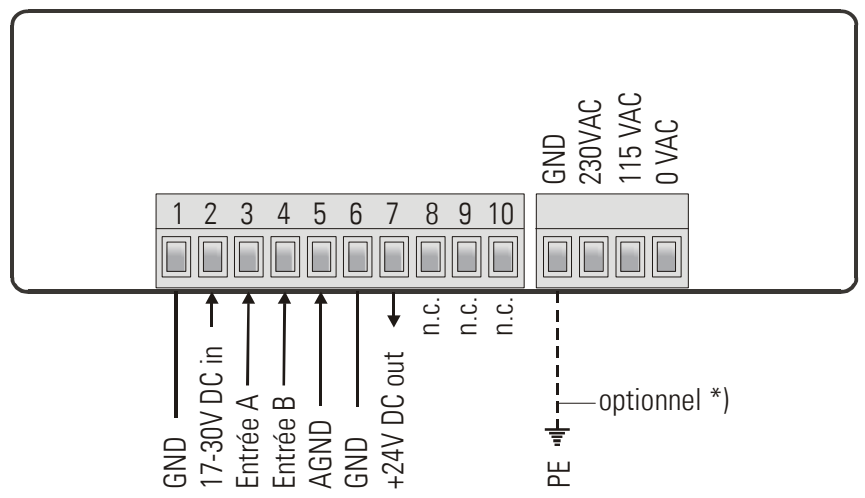 GND
230VAC
115 VAC
0 VAC
1 2 3 4 5 6 7 8 9 10
GND
17-30V DC in
Entrée A
Entrée B
AGND
GND
+24V DC out
n.c.
n.c.
n.c.
optionnel *)
PE